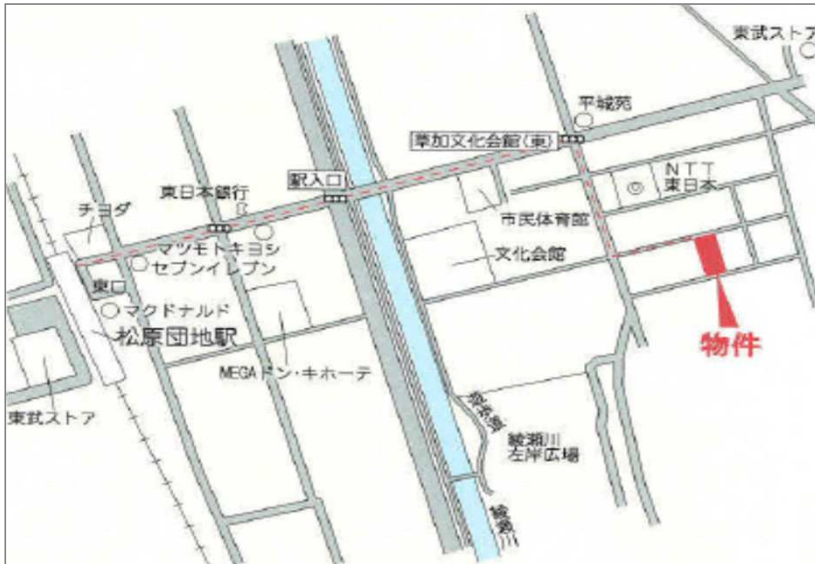 東武ストア
平城苑
草加文化会館(東)
NTT
東日本
駅入口
東日本銀行
市民体育館
チヨダ
マツモトキヨシ
セブンイレブン
文化会館
東口
マクドナルド
松原団地駅
物件
MEGAドン・キホーテ
東武ストア
綾瀬川
左岸広場
綾瀬川